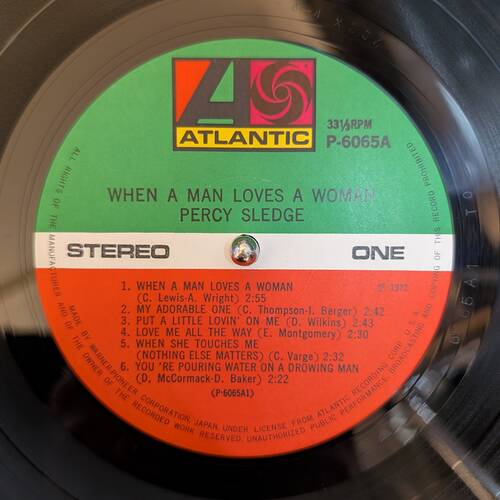 ATLANTIC
33⅓RPM
P-6065A
WHEN A MAN LOVES A WOMAN
PERCY SLEDGE
STEREO
ONE
1. WHEN A MAN LOVES A WOMAN
℗ 1972
(C. Lewis-A. Wright) 2:55
2. MY ADORABLE ONE (C. Thompson-I. Berger) 2:42
3. PUT A LITTLE LOVIN' ON ME (D. Wilkins) 2:43
4. LOVE ME ALL THE WAY (E. Montgomery) 2:30
5. WHEN SHE TOUCHES ME
(NOTHING ELSE MATTERS) (C. Varge) 2:32
6. YOU 'RE POURING WATER ON A DROWING MAN
(D. McCormack-D. Baker) 2:22
(P-6065A1)
MADE BY WARNER-PIONEER CORPORATION, JAPAN, UNDER LICENSE FROM ATLANTIC RECORDING CORP. U.S.A.
ALL RIGHTS OF THE MANUFACTURER AND OF THE OWNER OF THE RECORDED WORK RESERVED. UNAUTHORIZED PUBLIC PERFORMANCE, BROADCASTING AND COPYING OF THIS RECORD PROHIBITED